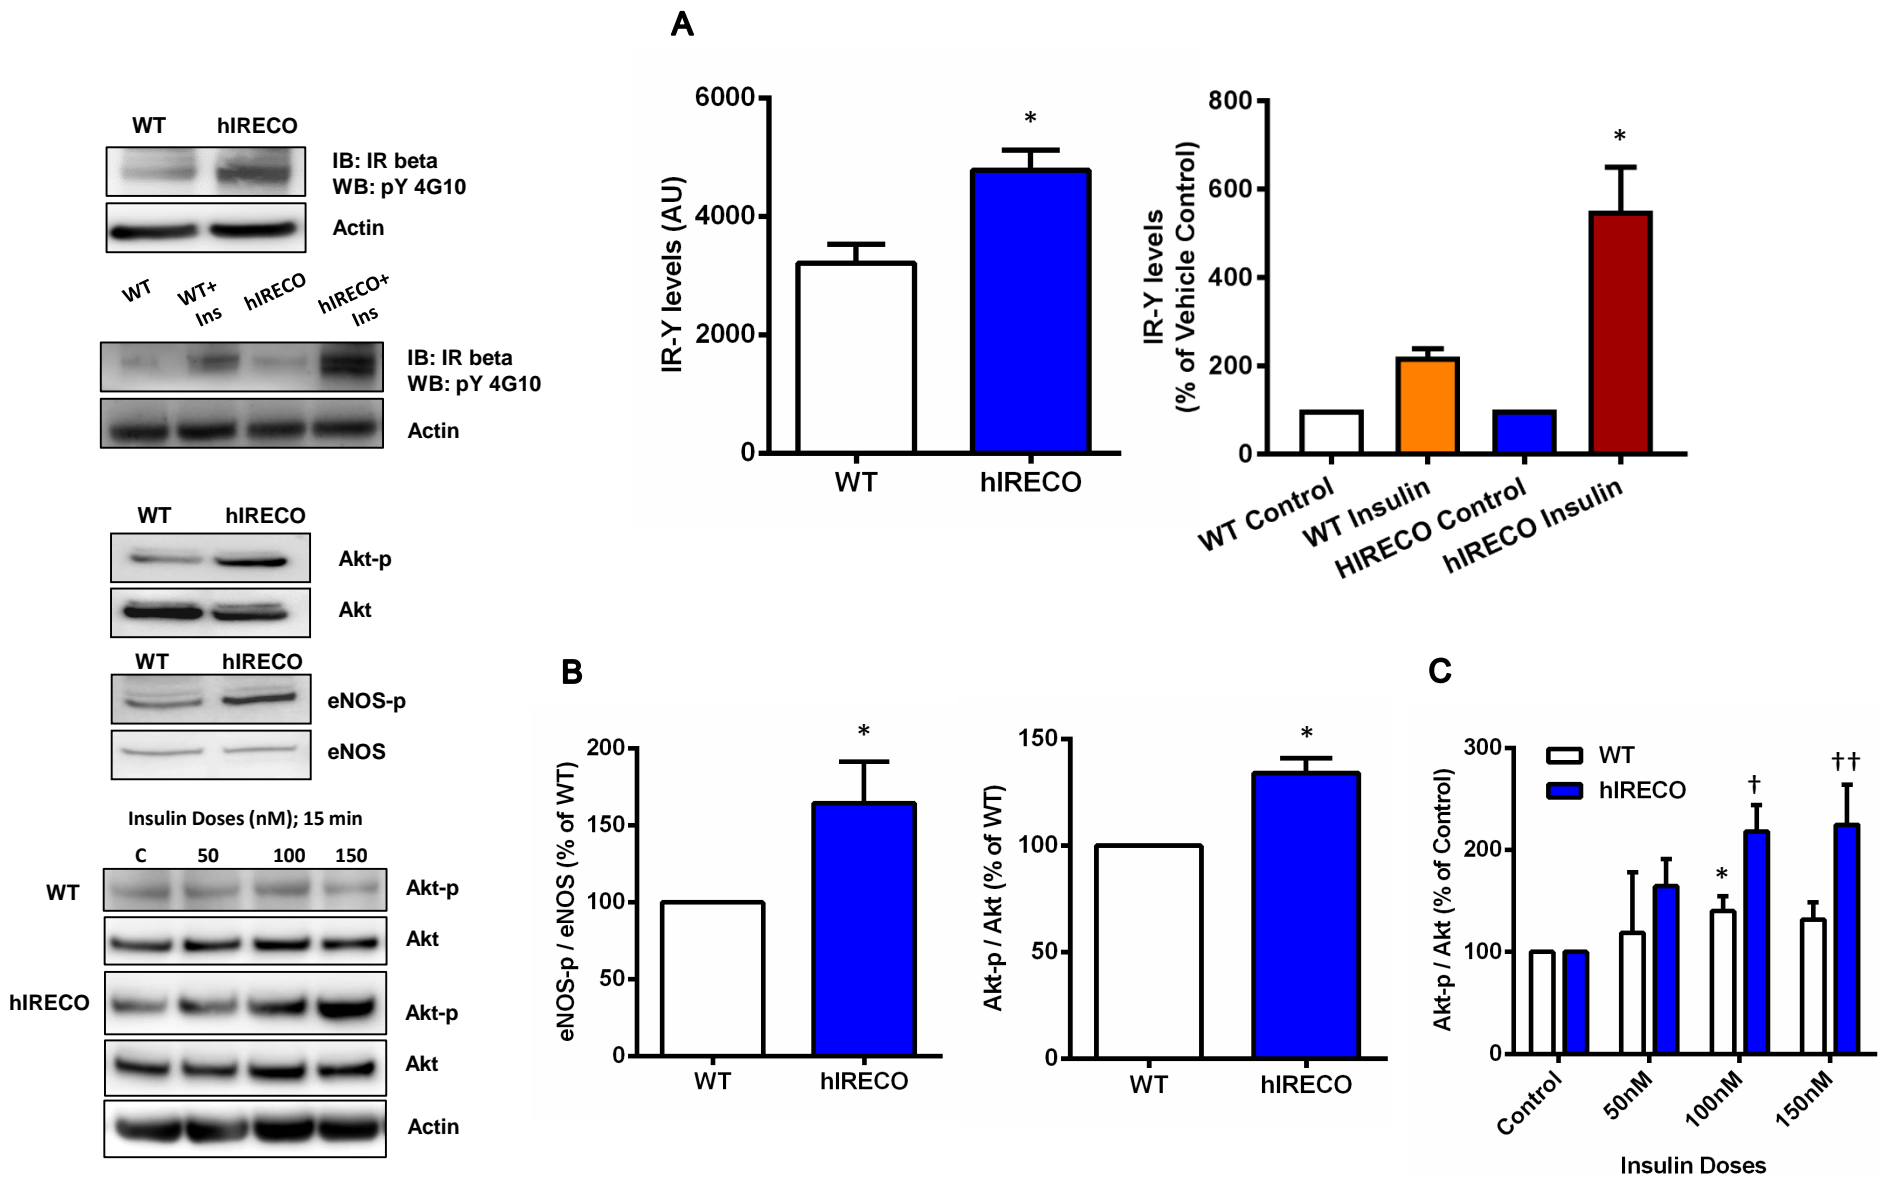 WT hIRECO
IB: IR beta
WB: pY 4G10
Actin
WT WT+ Ins hIRECO hIRECO+ Ins
IB: IR beta
WB: pY 4G10
Actin
WT hIRECO
Akt-p
Akt
WT hIRECO
eNOS-p
eNOS
Insulin Doses (nM); 15 min
C 50 100 150
WT
Akt-p
Akt
hIRECO
Akt-p
Akt
Actin
A
IR-Y levels (AU)
6000
4000
2000
0
*
WT hIRECO
IR-Y levels
(% of Vehicle Control)
800
600
400
200
0
*
WT Control
WT Insulin
HIRECO Control
hIRECO Insulin
B
eNOS-p / eNOS (% of WT)
200
150
100
50
0
*
WT hIRECO
Akt-p / Akt (% of WT)
150
100
50
0
*
WT hIRECO
C
Akt-p / Akt (% of Control)
300
200
100
0
WT
hIRECO
*
†
††
Control
50nM
100nM
150nM
Insulin Doses